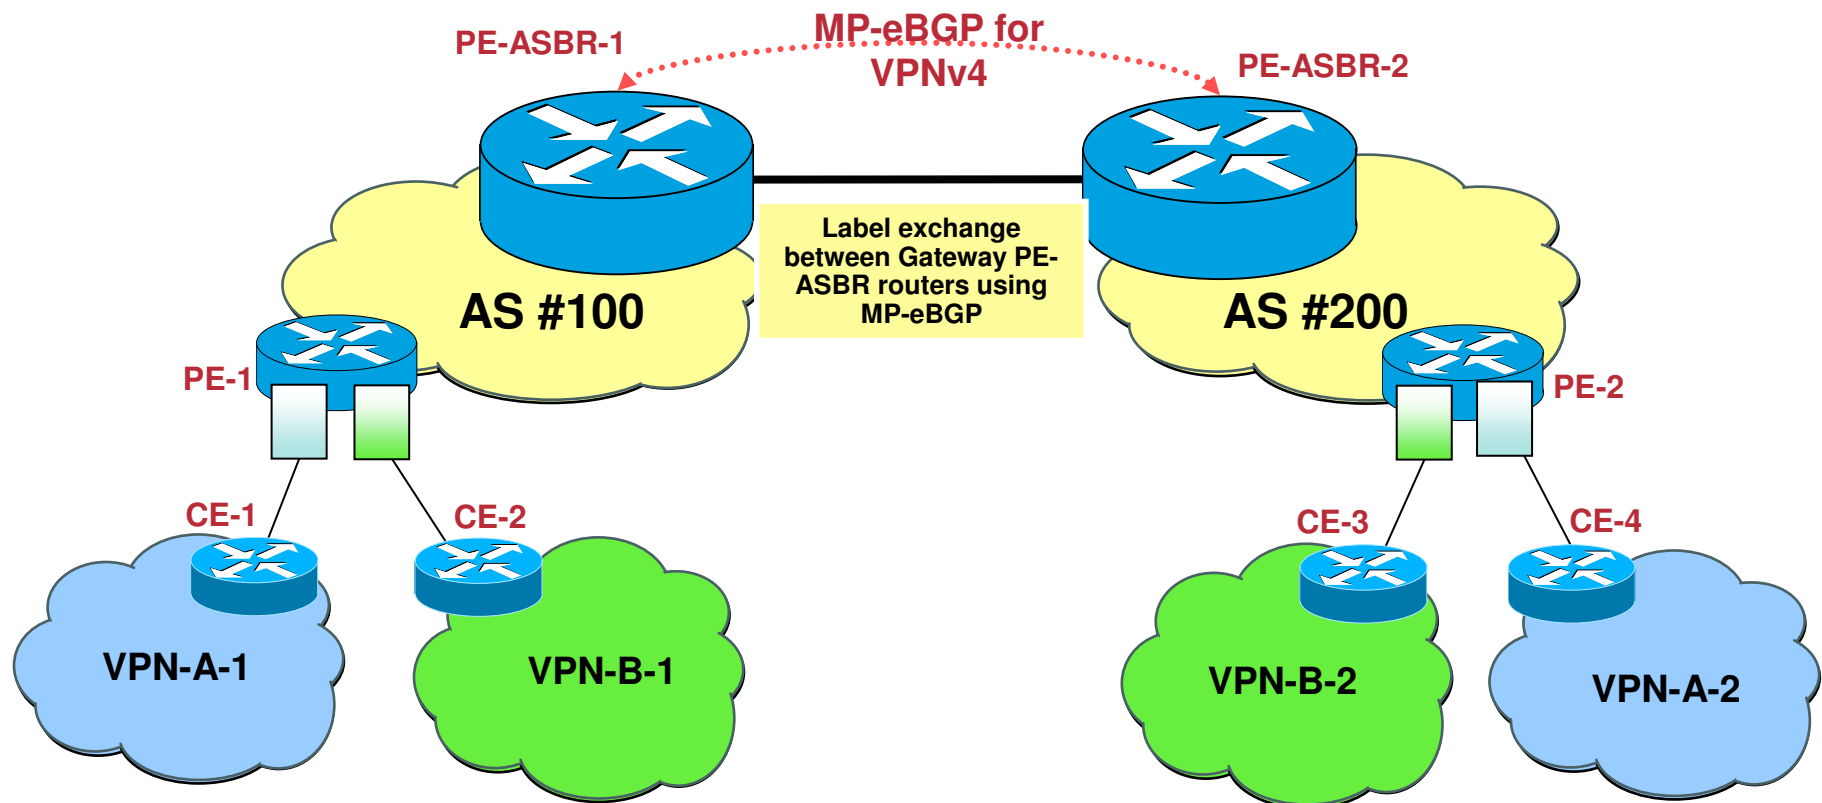 MP-eBGP for
VPNv4
PE-ASBR-1
PE-ASBR-2
Label exchange
between Gateway PE-
ASBR routers using
MP-eBGP
AS #100
AS #200
PE-1
PE-2
CE-1
CE-2
CE-3
CE-4
VPN-A-1
VPN-B-1
VPN-B-2
VPN-A-2